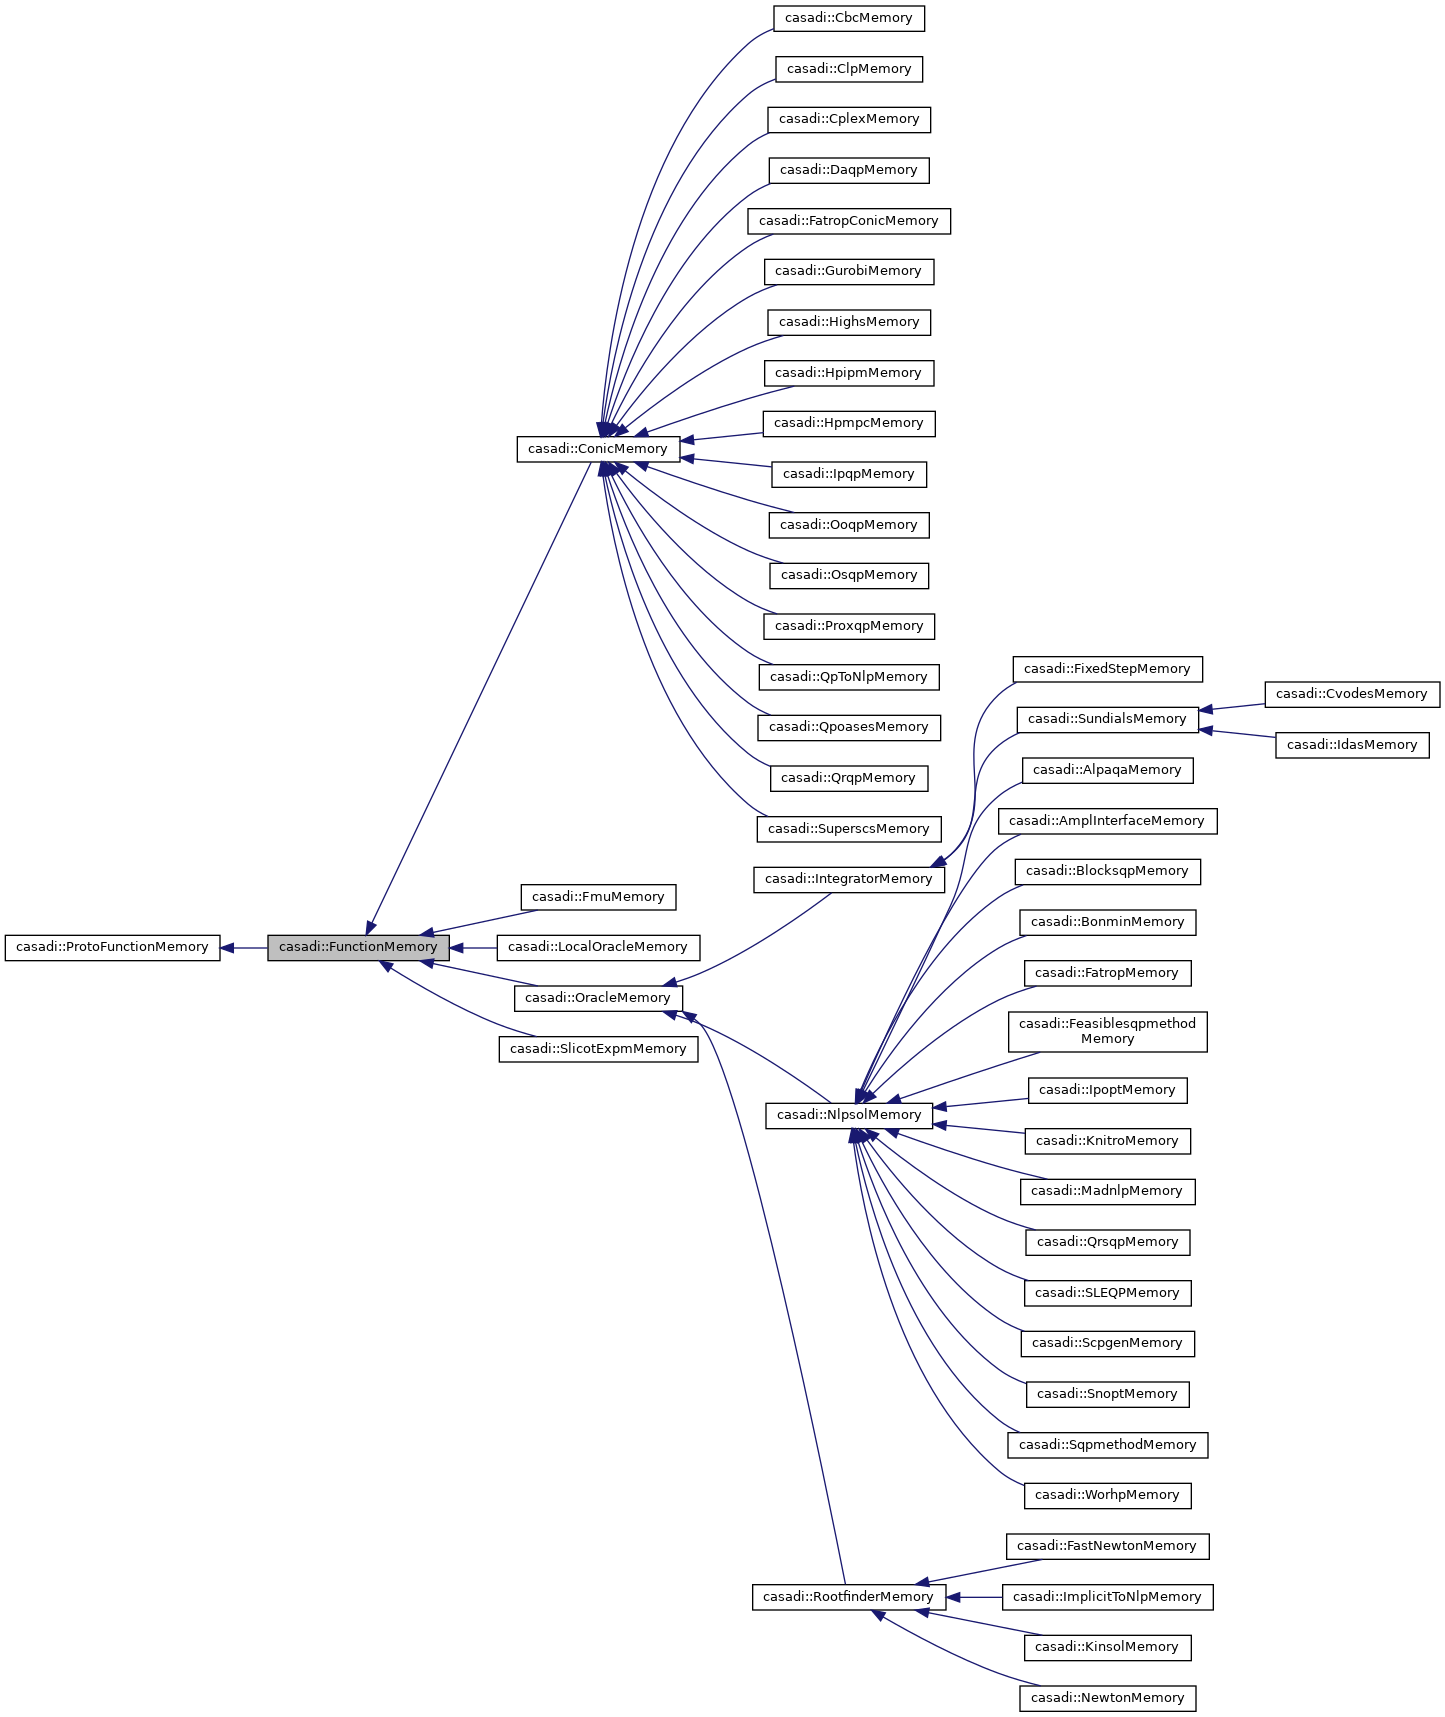 casadi::CbcMemory
casadi::ClpMemory
casadi::CplexMemory
casadi::DaqpMemory
casadi::FatropConicMemory
casadi::GurobiMemory
casadi::HighsMemory
casadi::HpipmMemory
casadi::HpmpcMemory
casadi::ConicMemory
casadi::IpqpMemory
casadi::OoqpMemory
casadi::OsqpMemory
casadi::ProxqpMemory
casadi::FixedStepMemory
casadi::QpToNlpMemory
casadi::CvodesMemory
casadi::SundialsMemory
casadi::QpoasesMemory
casadi::IdasMemory
casadi::AlpaqaMemory
casadi::QrqpMemory
casadi::AmplInterfaceMemory
casadi::SuperscsMemory
casadi::BlocksqpMemory
casadi::IntegratorMemory
casadi::FmuMemory
casadi::BonminMemory
casadi::ProtoFunctionMemory
casadi::FunctionMemory
casadi::LocalOracleMemory
casadi::FatropMemory
casadi::OracleMemory
casadi::Feasiblesqpmethod
Memory
casadi::SlicotExpmMemory
casadi::IpoptMemory
casadi::NlpsolMemory
casadi::KnitroMemory
casadi::MadnlpMemory
casadi::QrsqpMemory
casadi::SLEQPMemory
casadi::ScpgenMemory
casadi::SnoptMemory
casadi::SqpmethodMemory
casadi::WorhpMemory
casadi::FastNewtonMemory
casadi::RootfinderMemory
casadi::ImplicitToNlpMemory
casadi::KinsolMemory
casadi::NewtonMemory